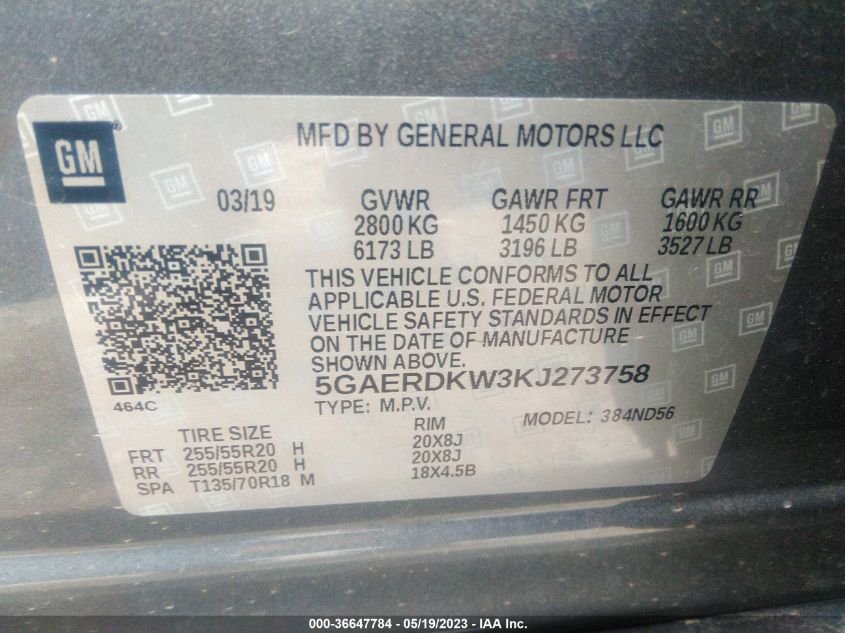 GM
MFD BY GENERAL MOTORS LLC
03/19 GVWR GAWR FRT GAWR RR
2800 KG 1450 KG 1600 KG
6173 LB 3196 LB 3527 LB
THIS VEHICLE CONFORMS TO ALL
APPLICABLE U.S. FEDERAL MOTOR
VEHICLE SAFETY STANDARDS IN EFFECT
ON THE DATE OF MANUFACTURE
SHOWN ABOVE.
5GAERDKW3KJ273758
464C
TYPE: M.P.V. MODEL: 384ND56
TIRE SIZE RIM
FRT 255/55R20 H 20X8J
RR 255/55R20 H 20X8J
SPA T135/70R18 M 18X4.5B
000-36647784 - 05/19/2023 - IAA Inc.